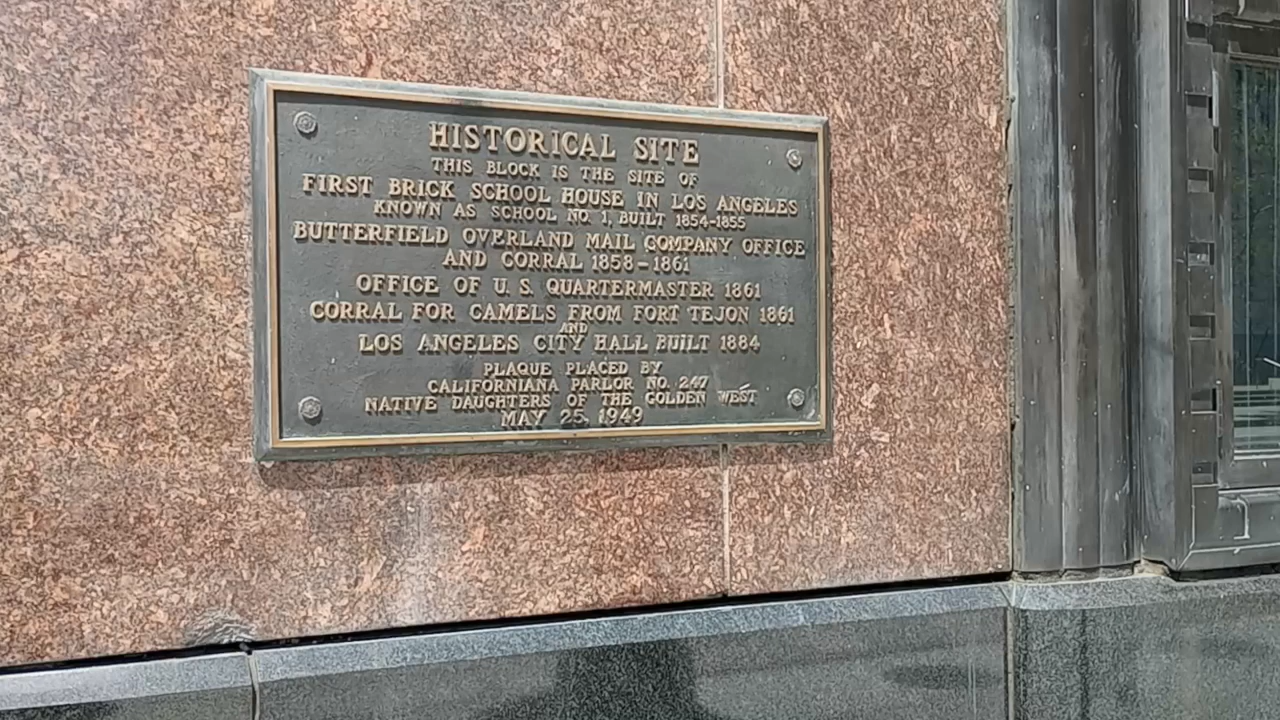 HISTORICAL SITE
THIS BLOCK IS THE SITE OF
FIRST BRICK SCHOOL HOUSE IN LOS ANGELES
KNOWN AS SCHOOL NO. 1, BUILT 1854-1855
BUTTERFIELD OVERLAND MAIL COMPANY OFFICE
AND CORRAL 1858-1861
OFFICE OF U. S. QUARTERMASTER 1861
CORRAL FOR CAMELS FROM FORT TEJON 1861
AND
LOS ANGELES CITY HALL BUILT 1884
PLAQUE PLACED BY
CALIFORNIANA PARLOR NO. 247
NATIVE DAUGHTERS OF THE GOLDEN WEST
MAY 25, 1949